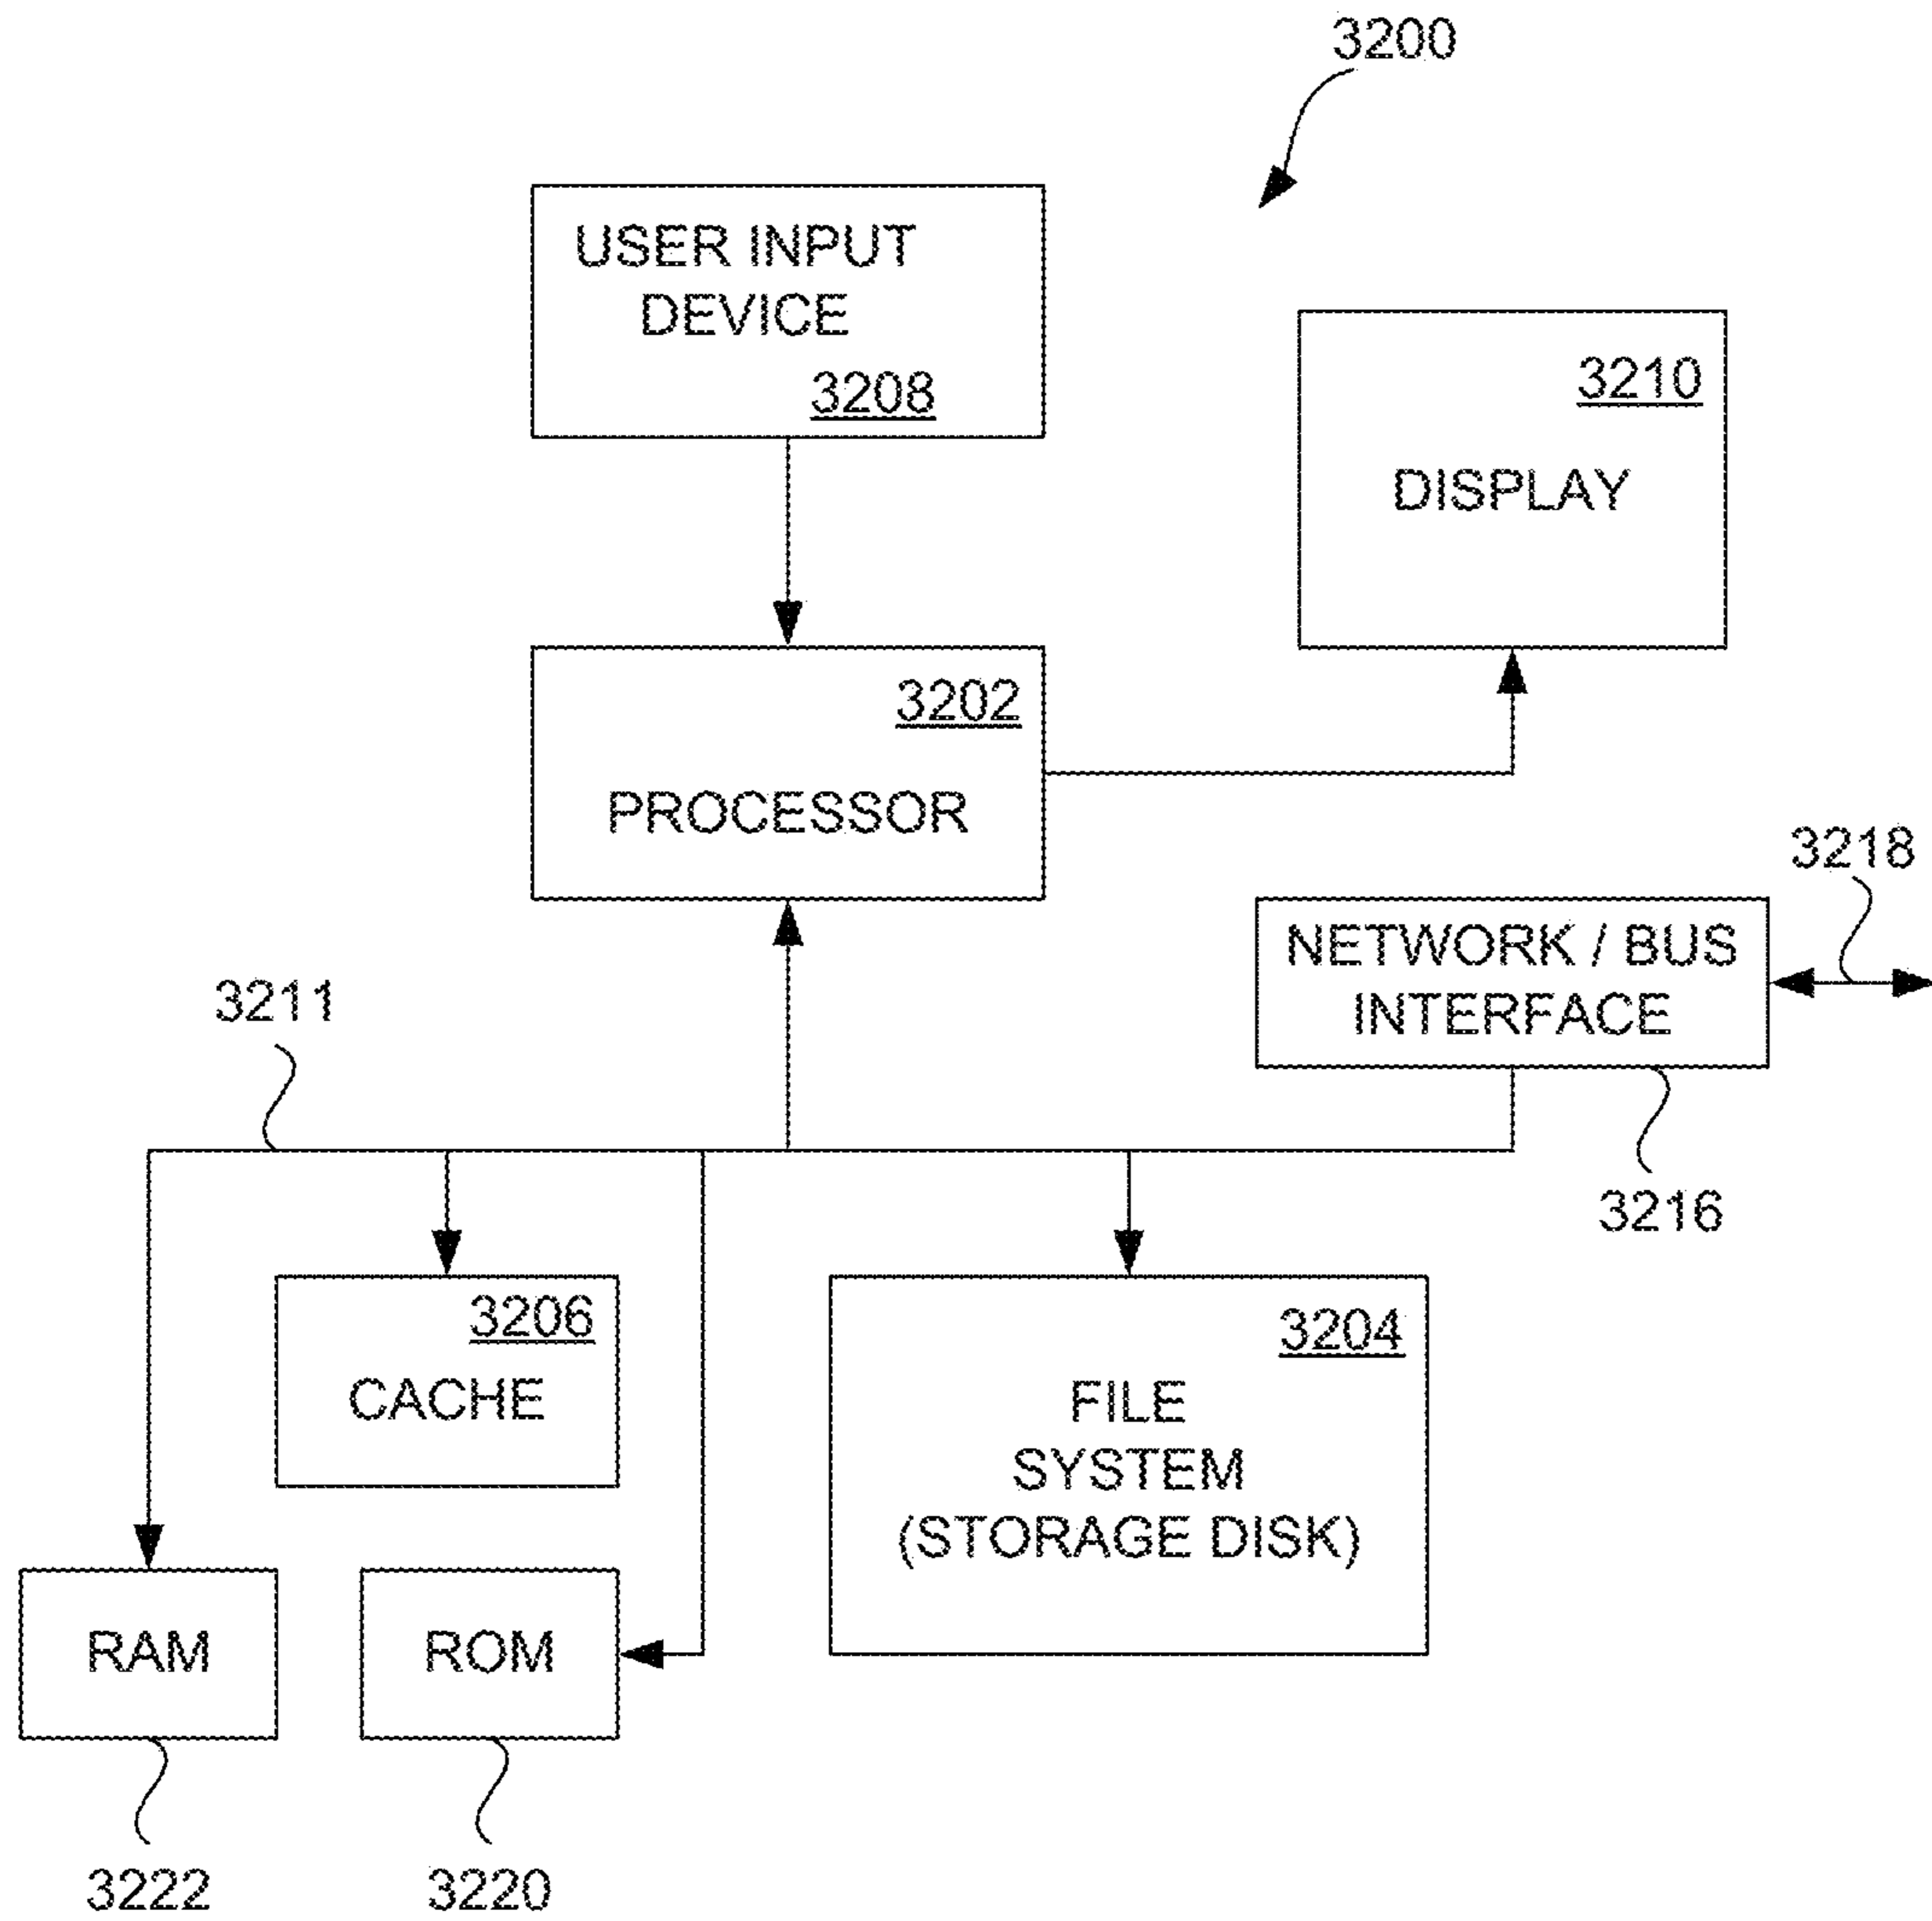 3200
USER INPUT
DEVICE
3208
3210
DISPLAY
3202
PROCESSOR
3218
NETWORK / BUS
INTERFACE
3211
3216
3206
CACHE
3204
FILE
SYSTEM
(STORAGE DISK)
RAM
ROM
3222
3220